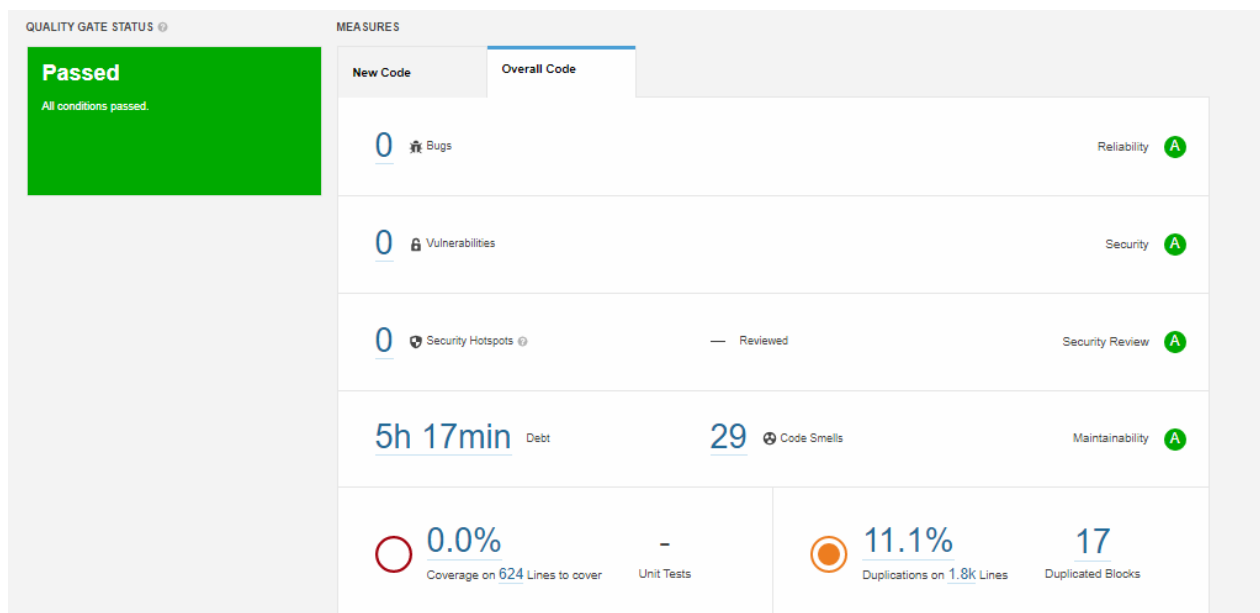 QUALITY GATE STATUS
MEASURES
Passed
All conditions passed.
New Code
Overall Code
0 Bugs
Reliability A
0 Vulnerabilities
Security A
0 Security Hotspots
— Reviewed
Security Review A
5h 17min Debt
29 Code Smells
Maintainability A
0.0%
Coverage on 624 Lines to cover
-
Unit Tests
11.1%
Duplications on 1.8k Lines
17
Duplicated Blocks